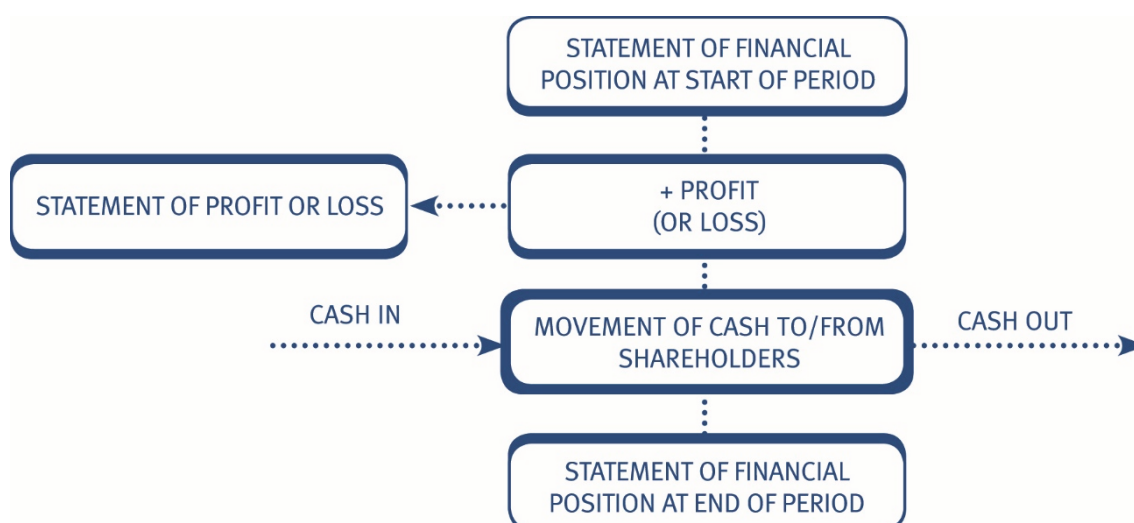 STATEMENT OF FINANCIAL
POSITION AT START OF PERIOD
STATEMENT OF PROFIT OR LOSS
+ PROFIT
(OR LOSS)
CASH IN
MOVEMENT OF CASH TO/FROM
SHAREHOLDERS
CASH OUT
STATEMENT OF FINANCIAL
POSITION AT END OF PERIOD